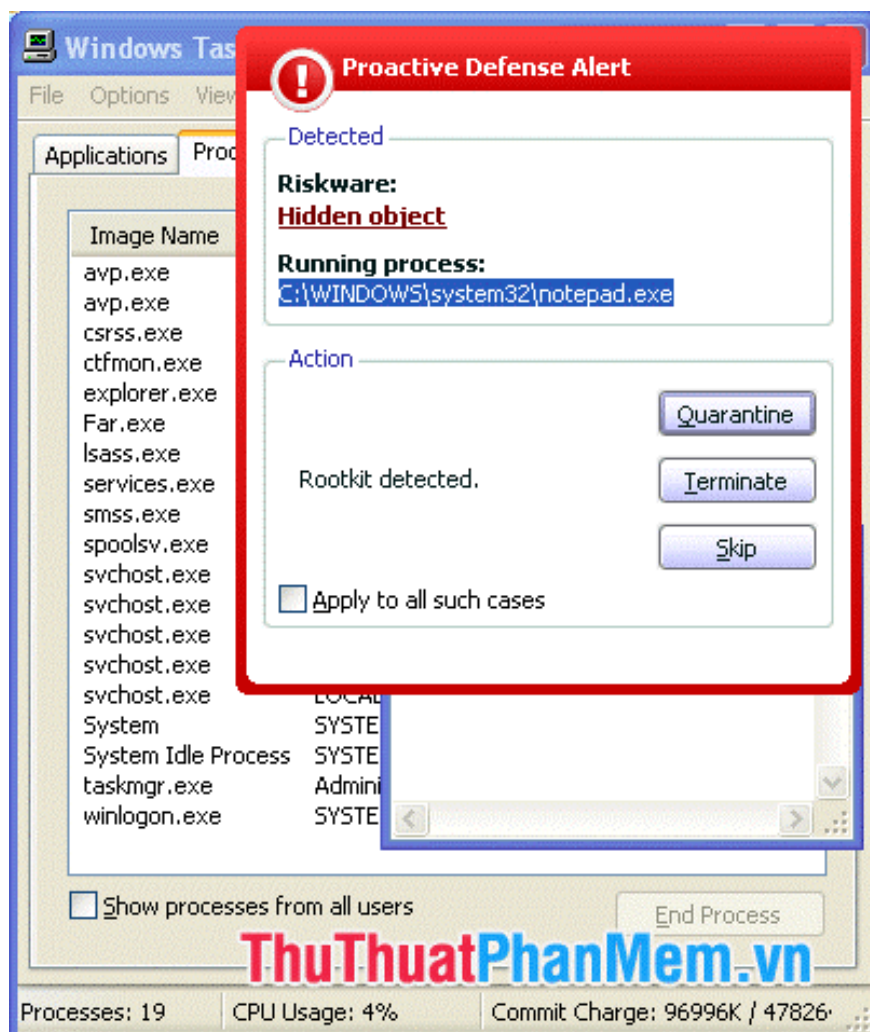 Windows Tas
File Options View
Applications Proc
Image Name
avp.exe
avp.exe
csrss.exe
ctfmon.exe
explorer.exe
Far.exe
lsass.exe
services.exe
smss.exe
spoolsv.exe
svchost.exe
svchost.exe
svchost.exe
svchost.exe
svchost.exe LOCAL
System SYSTE
System Idle Process SYSTE
taskmgr.exe Admini
winlogon.exe SYSTE
Proactive Defense Alert
Detected
Riskware:
Hidden object
Running process:
C:\WINDOWS\system32\notepad.exe
Action
Quarantine
Rootkit detected.
Terminate
Skip
Apply to all such cases
Show processes from all users
End Process
ThuThuatPhanMem.vn
Processes: 19 CPU Usage: 4% Commit Charge: 96996K / 47826